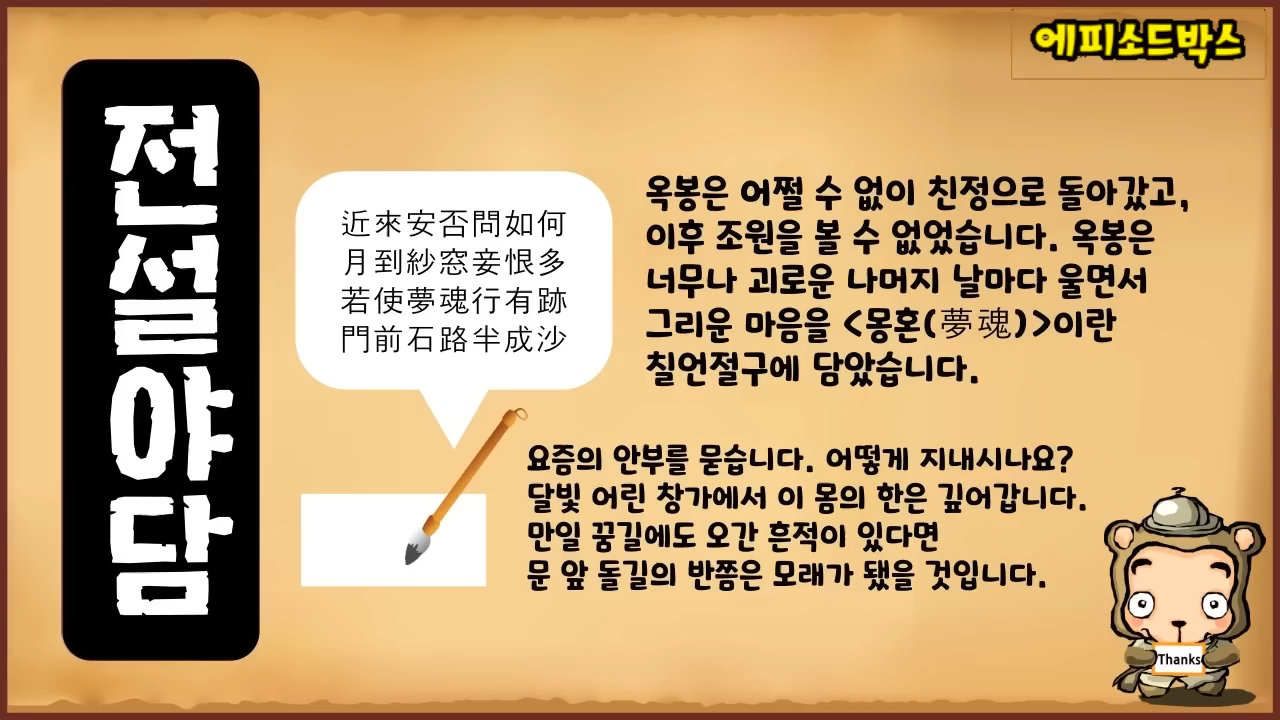 에피소드박스
전설야담
近來安否問如何
月到紗窓妾恨多
若使夢魂行有跡
門前石路半成沙
옥봉은 어쩔 수 없이 친정으로 돌아갔고,
이후 조원을 볼 수 없었습니다. 옥봉은
너무나 괴로운 나머지 날마다 울면서
그리운 마음을 <몽혼(夢魂)>이란
칠언절구에 담았습니다.
요즘의 안부를 묻습니다. 어떻게 지내시나요?
달빛 어린 창가에서 이 몸의 한은 깊어갑니다.
만일 꿈길에도 오간 흔적이 있다면
문 앞 돌길의 반쯤은 모래가 됐을 것입니다.
Thanks